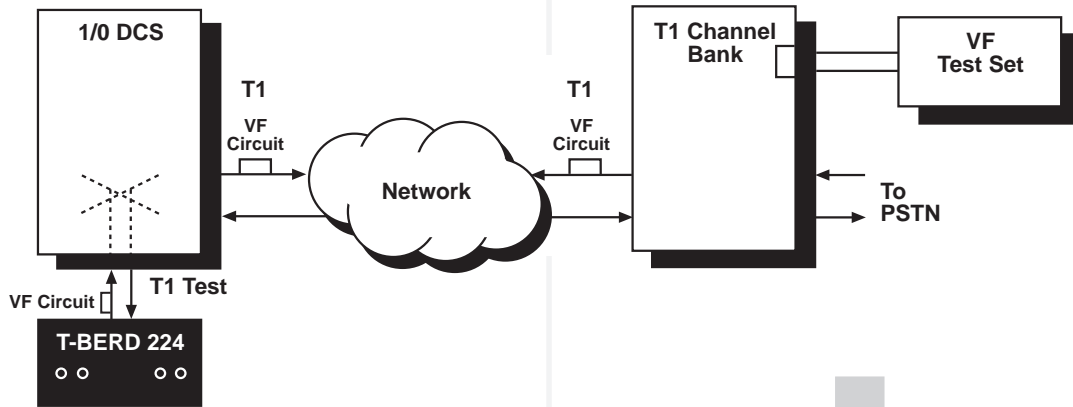 1/0 DCS
T1
VF
Circuit
Network
T1
VF
Circuit
T1 Channel
Bank
VF
Test Set
To
PSTN
T1 Test
VF Circuit
T-BERD 224